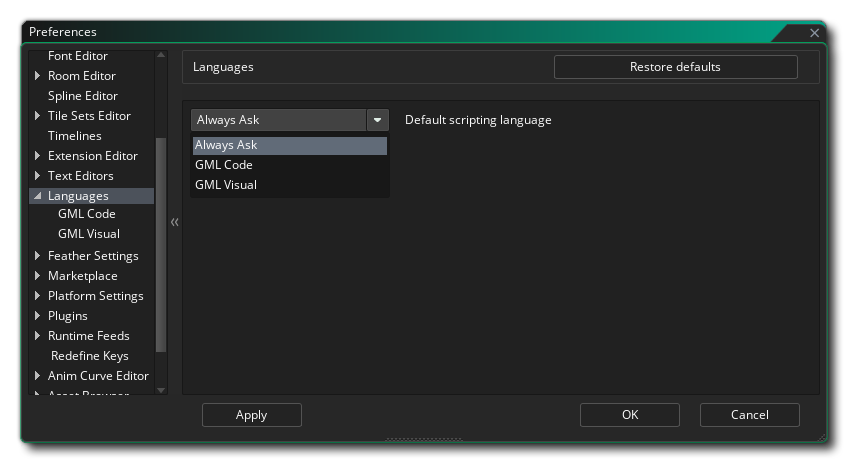 Preferences
Font Editor
Room Editor
Spline Editor
Tile Sets Editor
Timelines
Extension Editor
Text Editors
Languages
GML Code
GML Visual
Feather Settings
Marketplace
Platform Settings
Plugins
Runtime Feeds
Redefine Keys
Anim Curve Editor
Asset Browser
Languages
Restore defaults
Always Ask
Default scripting language
Always Ask
GML Code
GML Visual
Apply
OK
Cancel